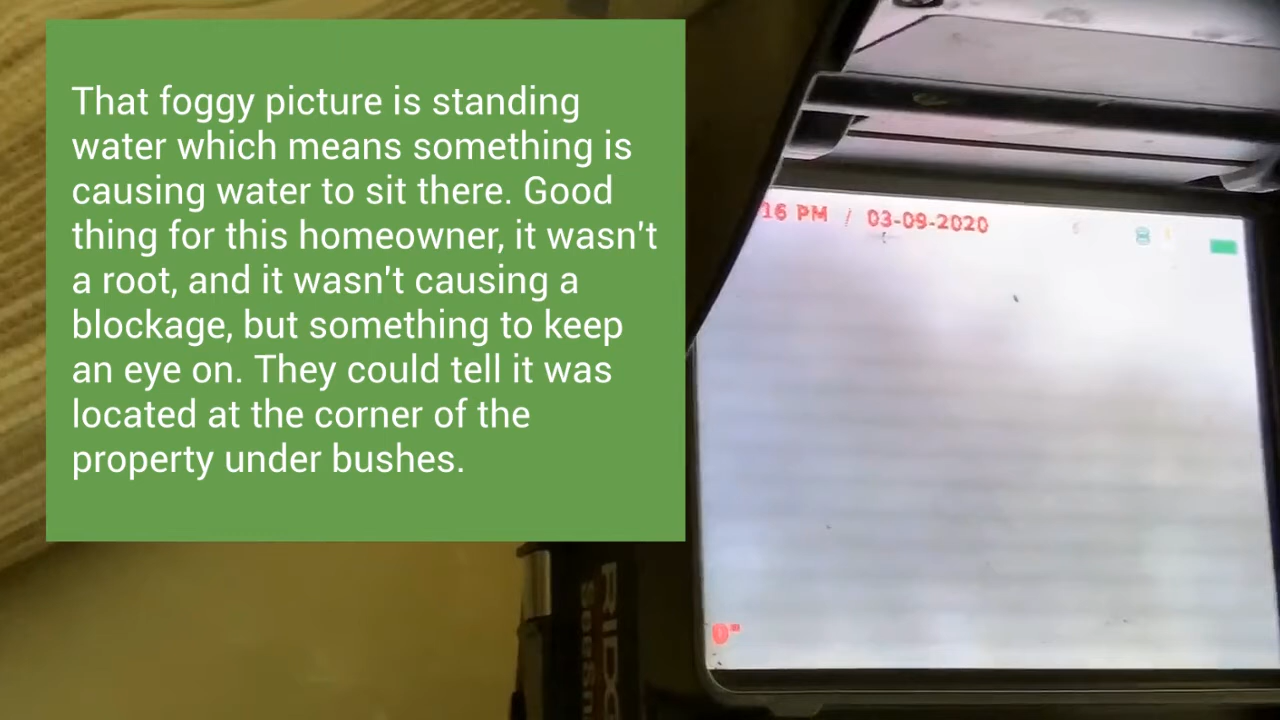 That foggy picture is standing
water which means something is
causing water to sit there. Good
thing for this homeowner, it wasn't
a root, and it wasn't causing a
blockage, but something to keep
an eye on. They could tell it was
located at the corner of the
property under bushes.
16 PM / 03-09-2020
0"